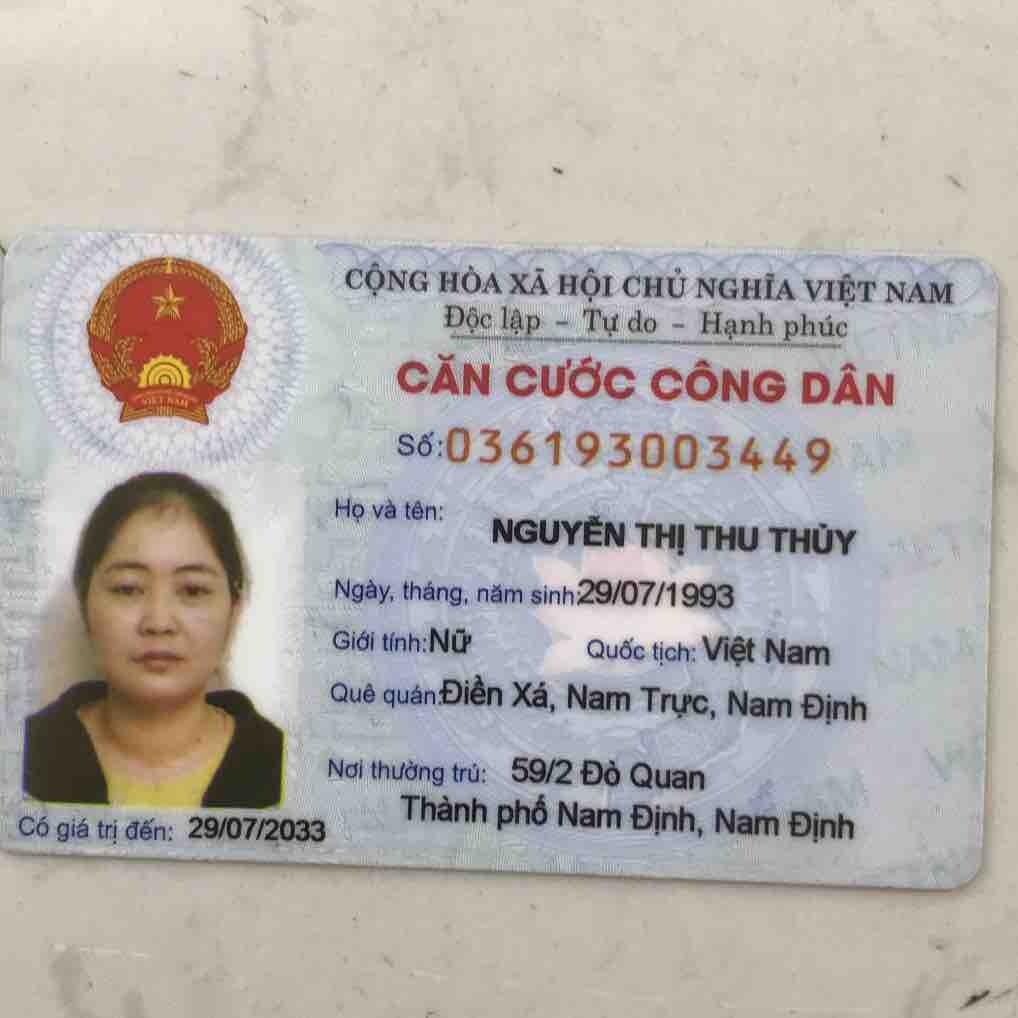 CỘNG HÒA XÃ HỘI CHỦ NGHĨA VIỆT NAM
Độc lập - Tự do - Hạnh phúc
CĂN CƯỚC CÔNG DÂN
Số: 036193003449
Họ và tên:
NGUYỄN THỊ THU THỦY
Ngày, tháng, năm sinh: 29/07/1993
Giới tính: Nữ Quốc tịch: Việt Nam
Quê quán: Điền Xá, Nam Trực, Nam Định
Nơi thường trú: 59/2 Đò Quan
Thành phố Nam Định, Nam Định
Có giá trị đến: 29/07/2033
VIỆT NAM